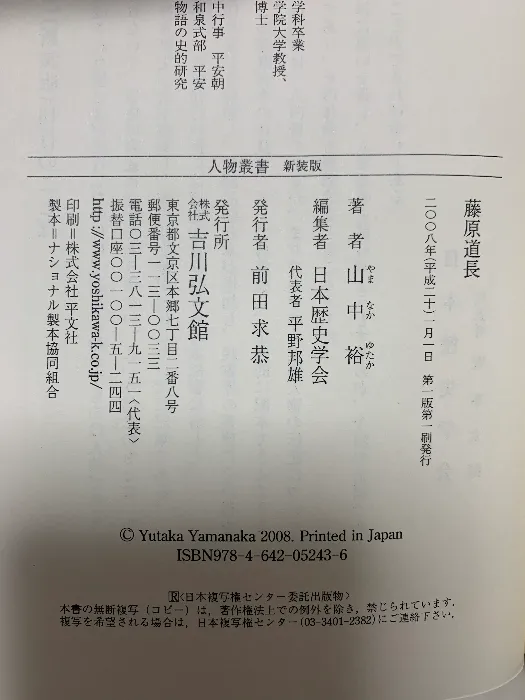 学科卒業
学院大学教授、
博士
中行事　平安朝
和泉式部　平安
物語の史的研究
人物叢書　新装版
藤原道長
二〇〇八年(平成二十)一月一日　第一版第一刷発行
著者　山中　裕
やま　なか　ゆたか
編集者　日本歴史学会
代表者　平野邦雄
発行者　前田求恭
発行所
株式会社　吉川弘文館
東京都文京区本郷七丁目二番八号
郵便番号一一三―〇〇三三
電話〇三―三八一三―九一五一〈代表〉
振替口座〇〇一〇〇―五―二四四
http://www.yoshikawa-k.co.jp/
印刷＝株式会社 平文社
製本＝ナショナル製本協同組合
© Yutaka Yamanaka 2008. Printed in Japan
ISBN978-4-642-05243-6
R〈日本複写権センター委託出版物〉
本書の無断複写（コピー）は，著作権法上での例外を除き，禁じられています．
複写を希望される場合は，日本複写権センター(03-3401-2382)にご連絡下さい．